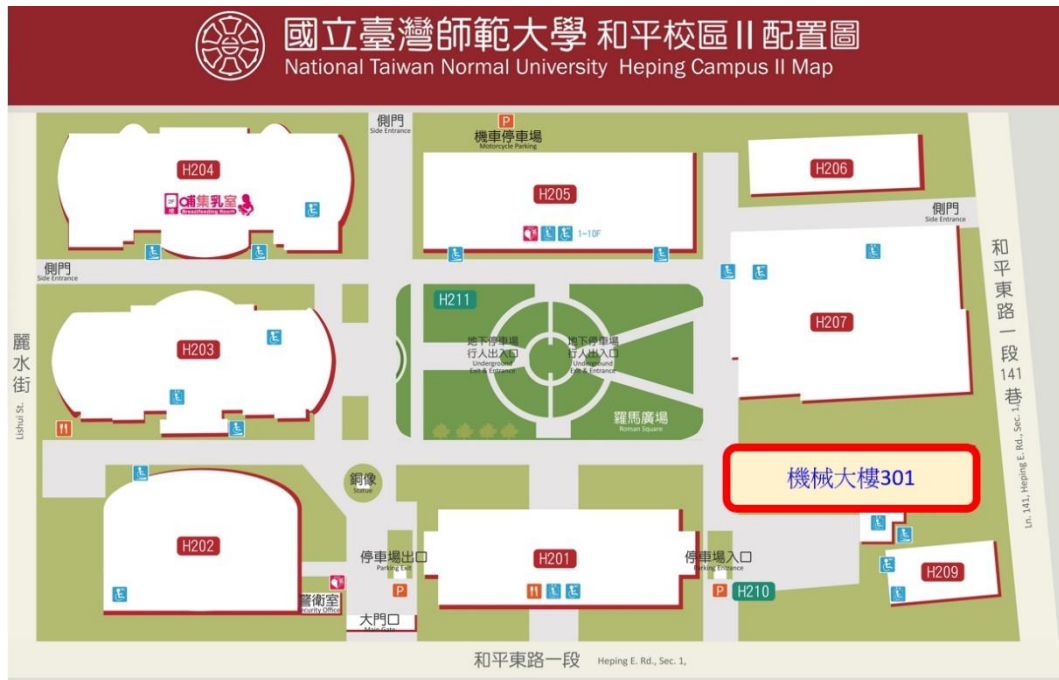 國立臺灣師範大學 和平校區 II 配置圖
National Taiwan Normal University Heping Campus II Map
側門
Side Entrance
P
機車停車場
Motorcycle Parking
H204
哺集乳室
Breastfeeding Room
H205
1~10F
H206
側門
Side Entrance
側門
Side Entrance
H211
H207
和平東路一段141巷
Ln. 141, Heping E. Rd., Sec. 1,
麗水街
Lishui St.
H203
地下停車場
行人出入口
Underground
Exit & Entrance
地下停車場
行人出入口
Underground
Exit & Entrance
羅馬廣場
Roman Square
機械大樓301
銅像
Statue
H202
停車場出口
Parking Exit
P
H201
停車場入口
Parking Entrance
P
H210
H209
警衛室
Security Office
大門口
Main Gate
和平東路一段 Heping E. Rd., Sec. 1,